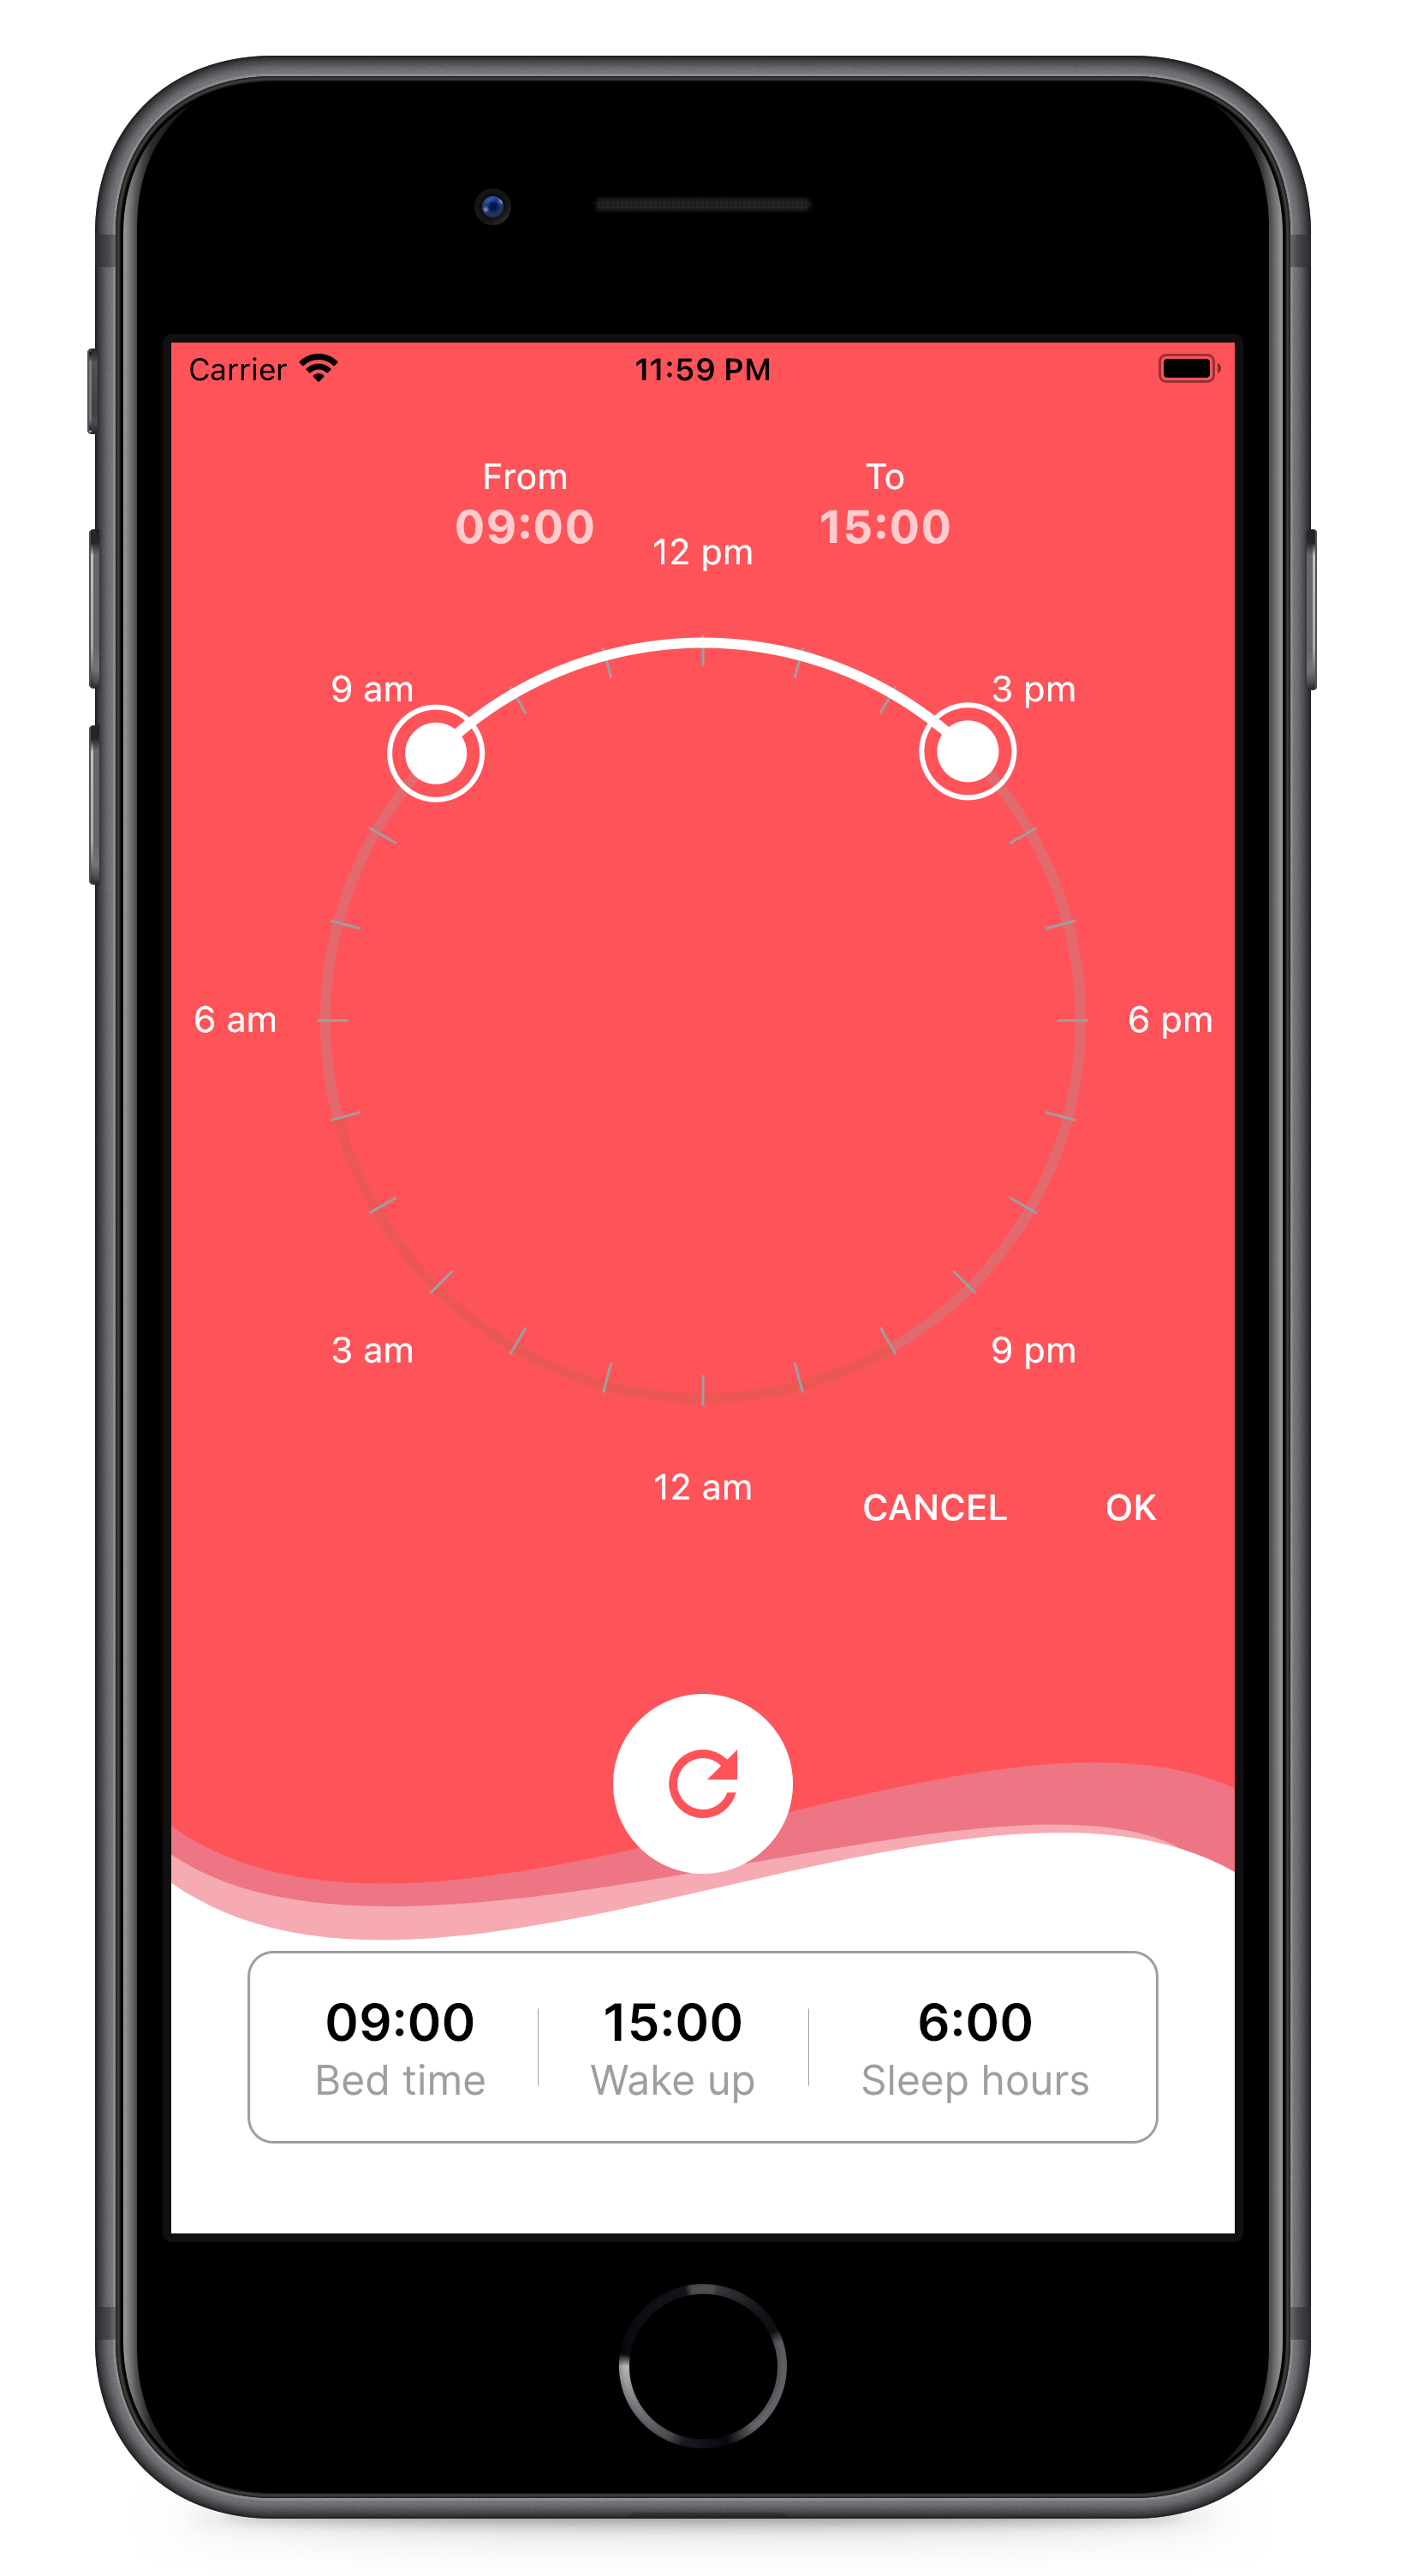 Carrier 11:59 PM
From To
09:00 15:00
12 pm
9 am 3 pm
6 am 6 pm
3 am 9 pm
12 am
CANCEL OK
09:00 15:00 6:00
Bed time Wake up Sleep hours